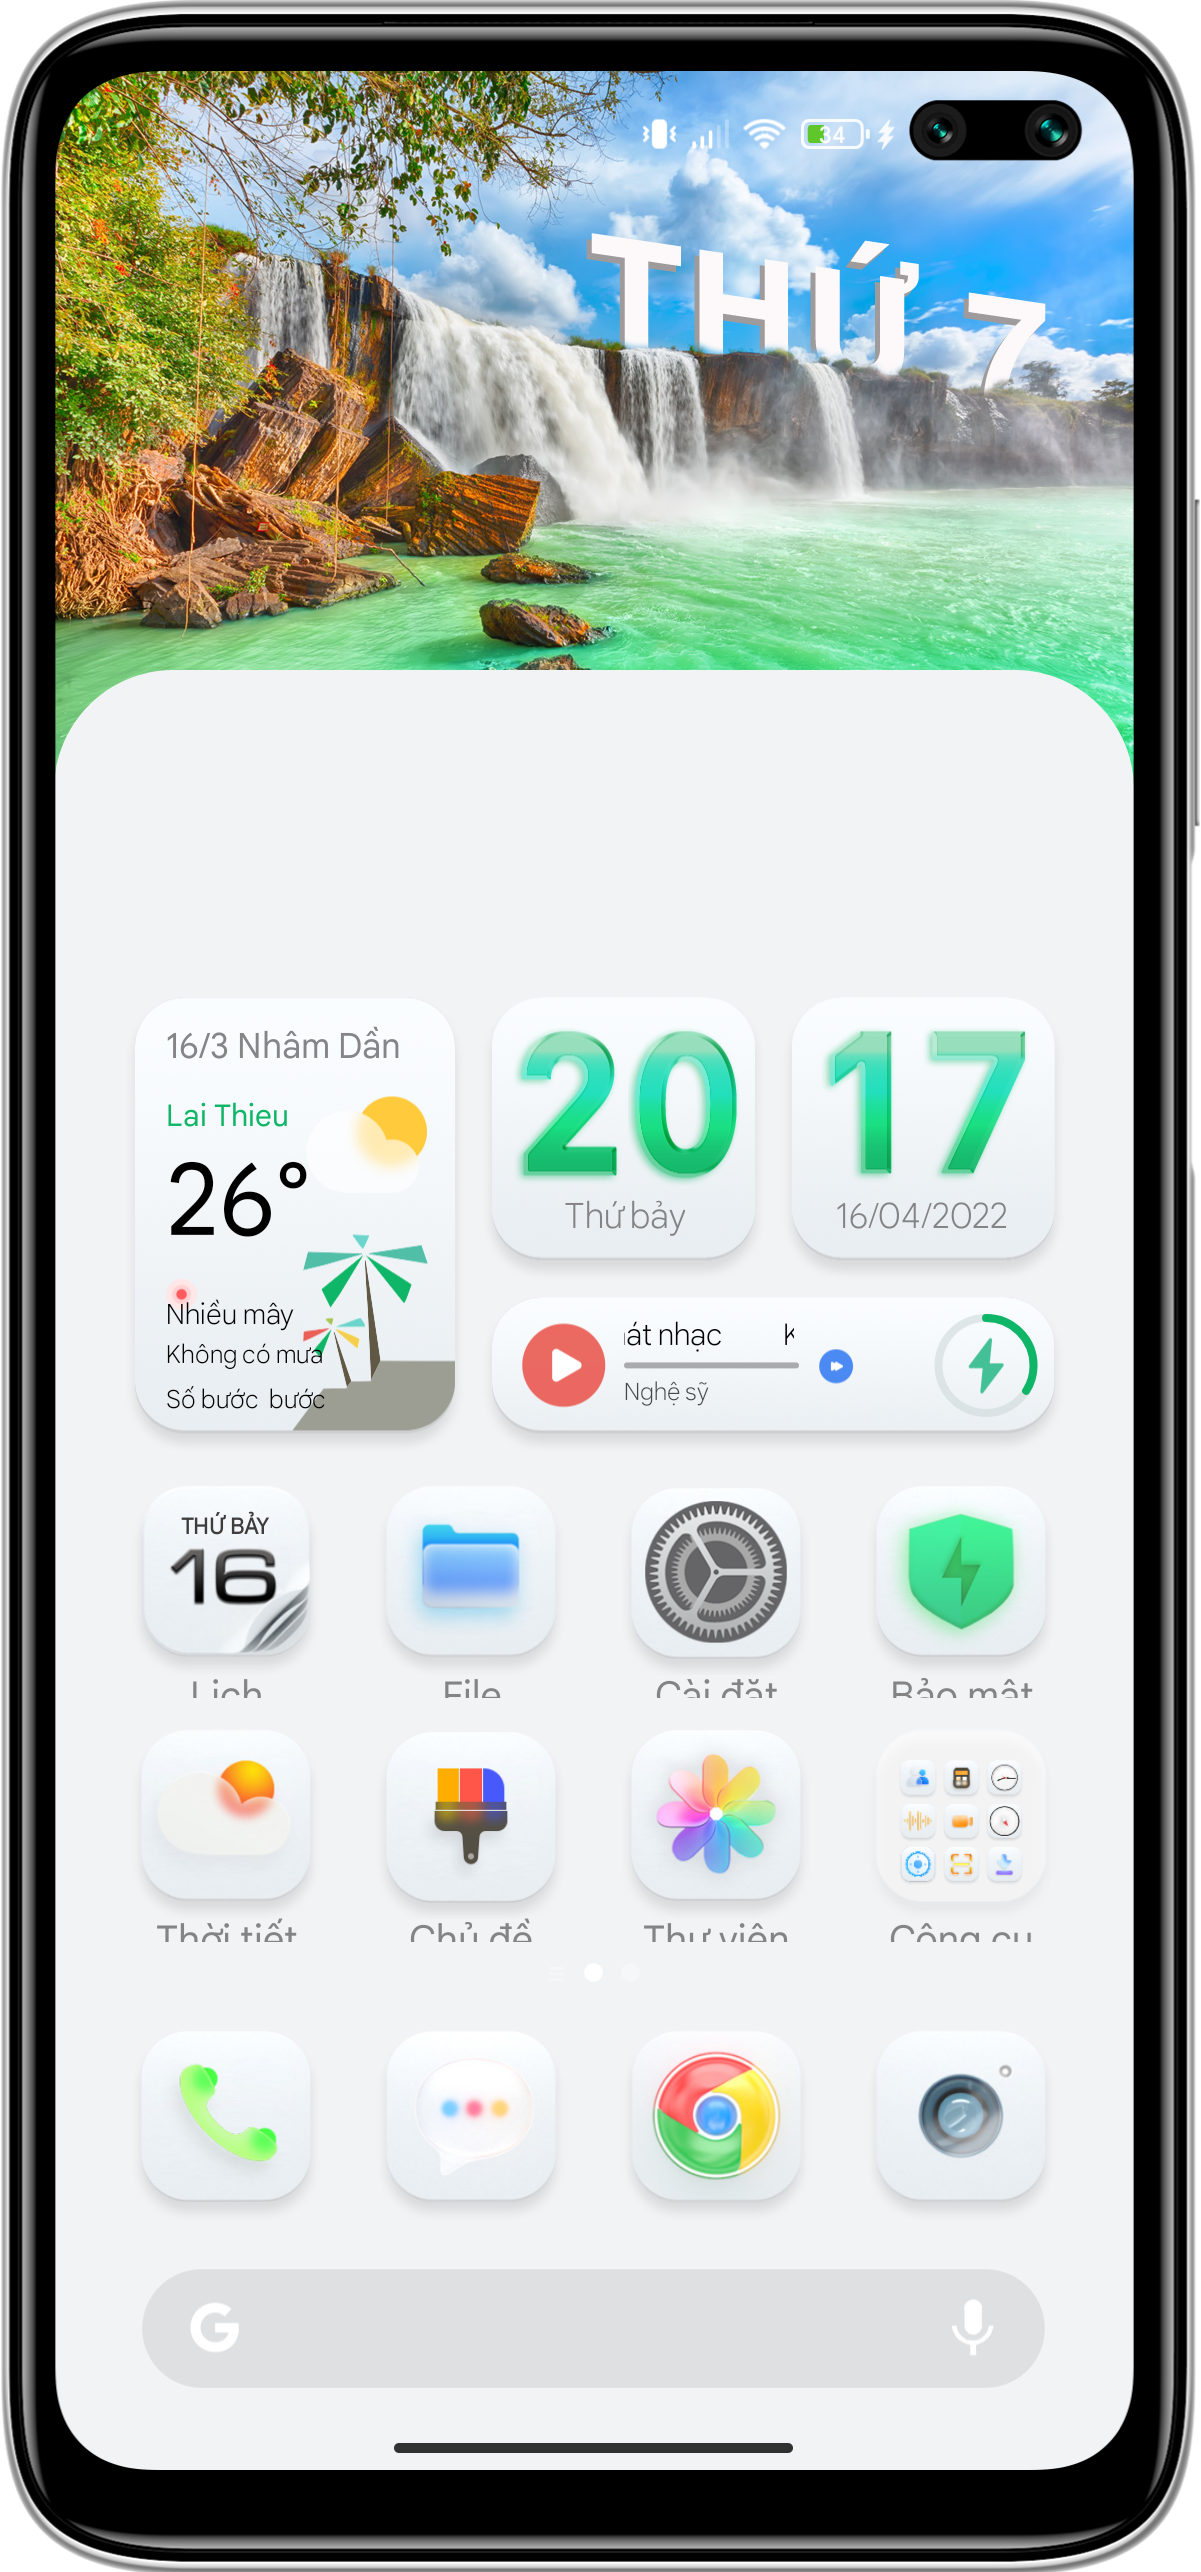 34
THỨ 7
16/3 Nhâm Dần
Lai Thieu
26°
Nhiều mây
Không có mưa
Số bước bước
20
Thứ bảy
17
16/04/2022
át nhạc K
Nghệ sỹ
THỨ BẢY
16
Lịch
File
Cài đặt
Bảo mật
Thời tiết
Chủ đề
Thư viện
Công cụ
G